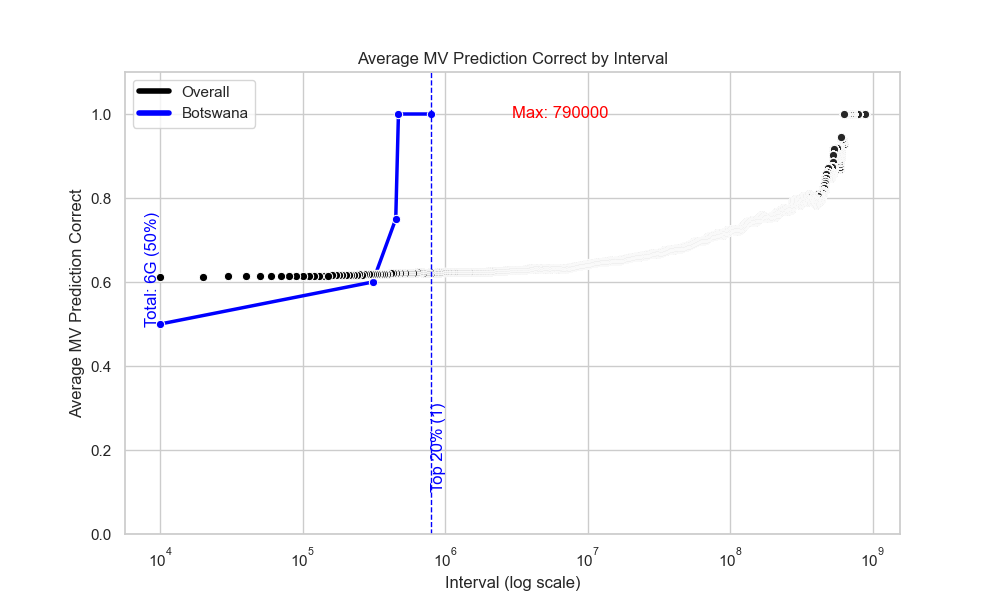 Average MV Prediction Correct by Interval
Overall
Botswana
Max: 790000
Total: 6G (50%)
Top 20% (1)
Average MV Prediction Correct
1.0
0.8
0.6
0.4
0.2
0.0
10^4 10^5 10^6 10^7 10^8 10^9
Interval (log scale)